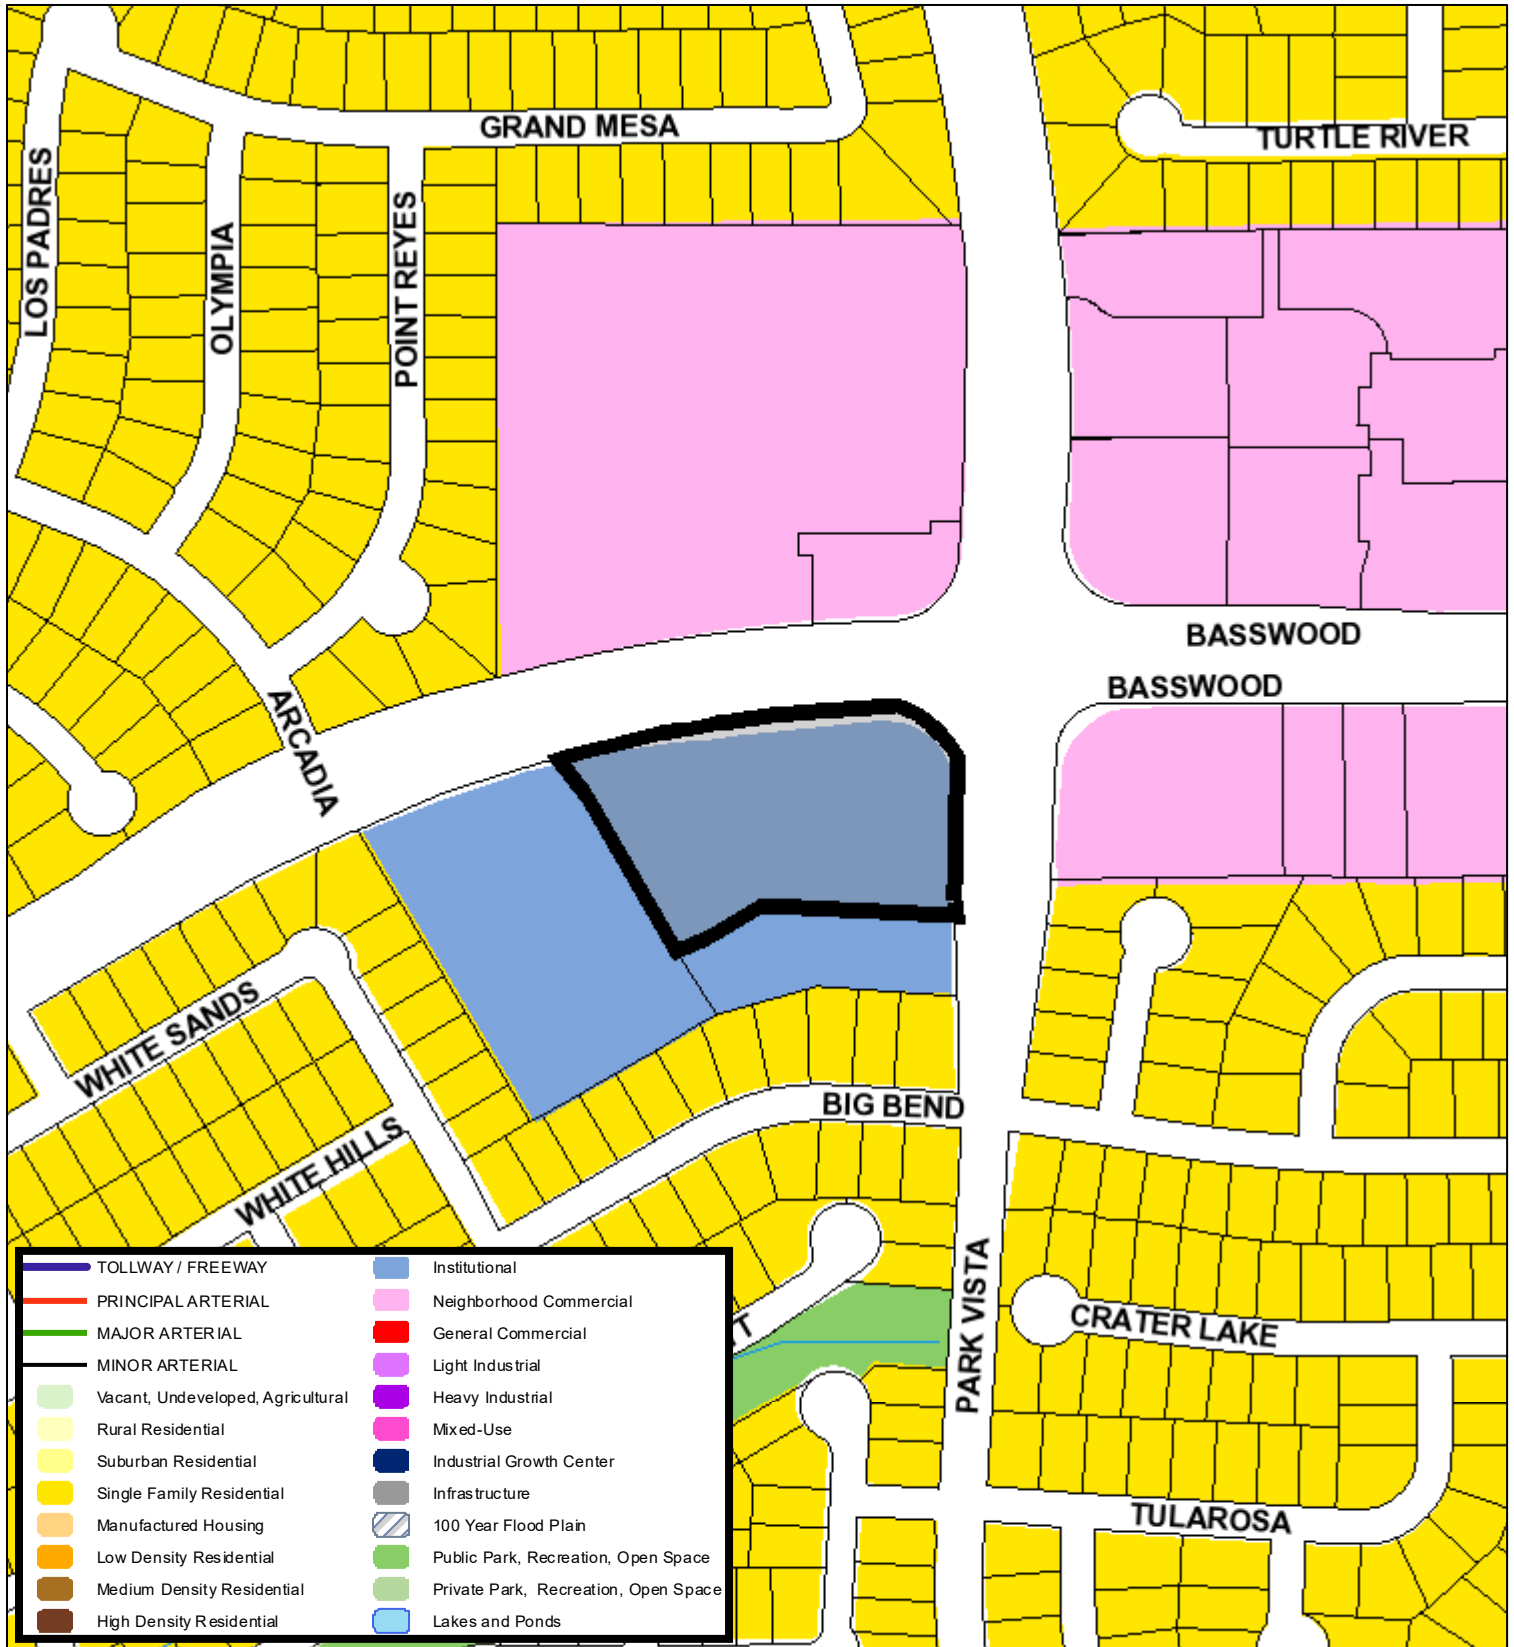 GRAND MESA
TURTLE RIVER
LOS PADRES
OLYMPIA
POINT REYES
BASSWOOD
BASSWOOD
ARCADIA
WHITE SANDS
BIG BEND
WHITE HILLS
PARK VISTA
CRATER LAKE
TULAROSA
TOLLWAY / FREEWAY
PRINCIPAL ARTERIAL
MAJOR ARTERIAL
MINOR ARTERIAL
Vacant, Undeveloped, Agricultural
Rural Residential
Suburban Residential
Single Family Residential
Manufactured Housing
Low Density Residential
Medium Density Residential
High Density Residential
Institutional
Neighborhood Commercial
General Commercial
Light Industrial
Heavy Industrial
Mixed-Use
Industrial Growth Center
Infrastructure
100 Year Flood Plain
Public Park, Recreation, Open Space
Private Park, Recreation, Open Space
Lakes and Ponds